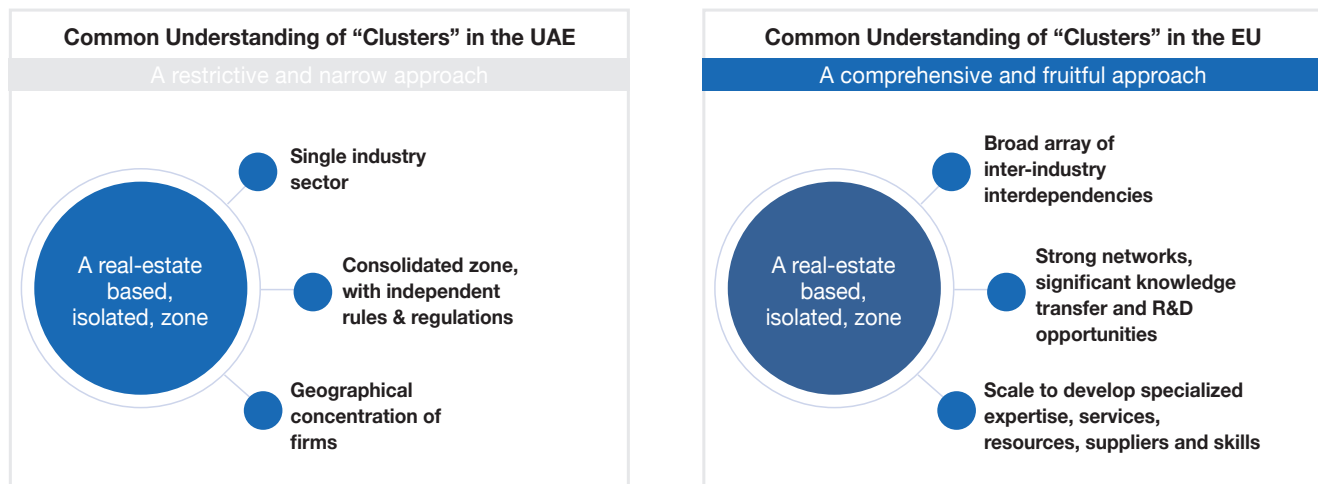 Common Understanding of “Clusters” in the UAE
A restrictive and narrow approach
A real-estate
based,
isolated, zone
Single industry
sector
Consolidated zone,
with independent
rules & regulations
Geographical
concentration of
firms
Common Understanding of “Clusters” in the EU
A comprehensive and fruitful approach
A real-estate
based,
isolated, zone
Broad array of
inter-industry
interdependencies
Strong networks,
significant knowledge
transfer and R&D
opportunities
Scale to develop specialized
expertise, services,
resources, suppliers and skills